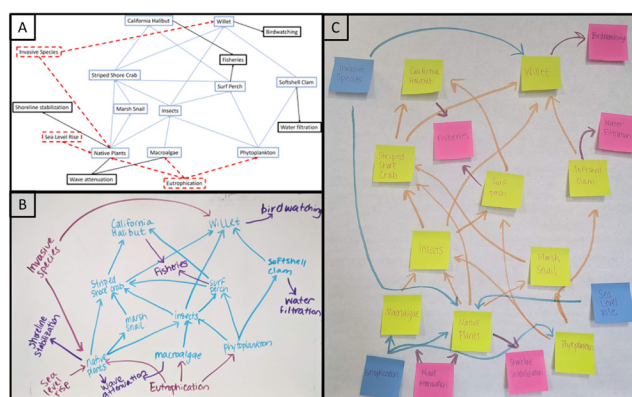 A
California Halibut
Willet
Birdwatching
Invasive Species
Fisheries
Striped Shore Crab
Surf Perch
Softshell Clam
Shoreline stabilization
Marsh Snail
Insects
Water filtration
Sea Level Rise
Native Plants
Macroalgae
Phytoplankton
Wave attenuation
Eutrophication
B
birdwatching
California
Halibut
Willet
Invasive
species
Fisheries
softshell
clam
striped
shore crab
surf
perch
Water
filtration
shoreline
stabilization
marsh
snail
insects
native
plants
macroalgae
phytoplankton
sea
level
rise
wave
attenuation
Eutrophication
C
Birdwatching
Invasive
Species
California
Halibut
Willet
Water
Filtration
Fisheries
Striped
Shore
Crab
Surf
perch
Softshell
Clam
Insects
Marsh
Snail
Sea
Level Rise
Macroalgae
Native
Plants
Phytoplankton
Eutrophication
Wave
Attenuation
Shoreline
Stabilization